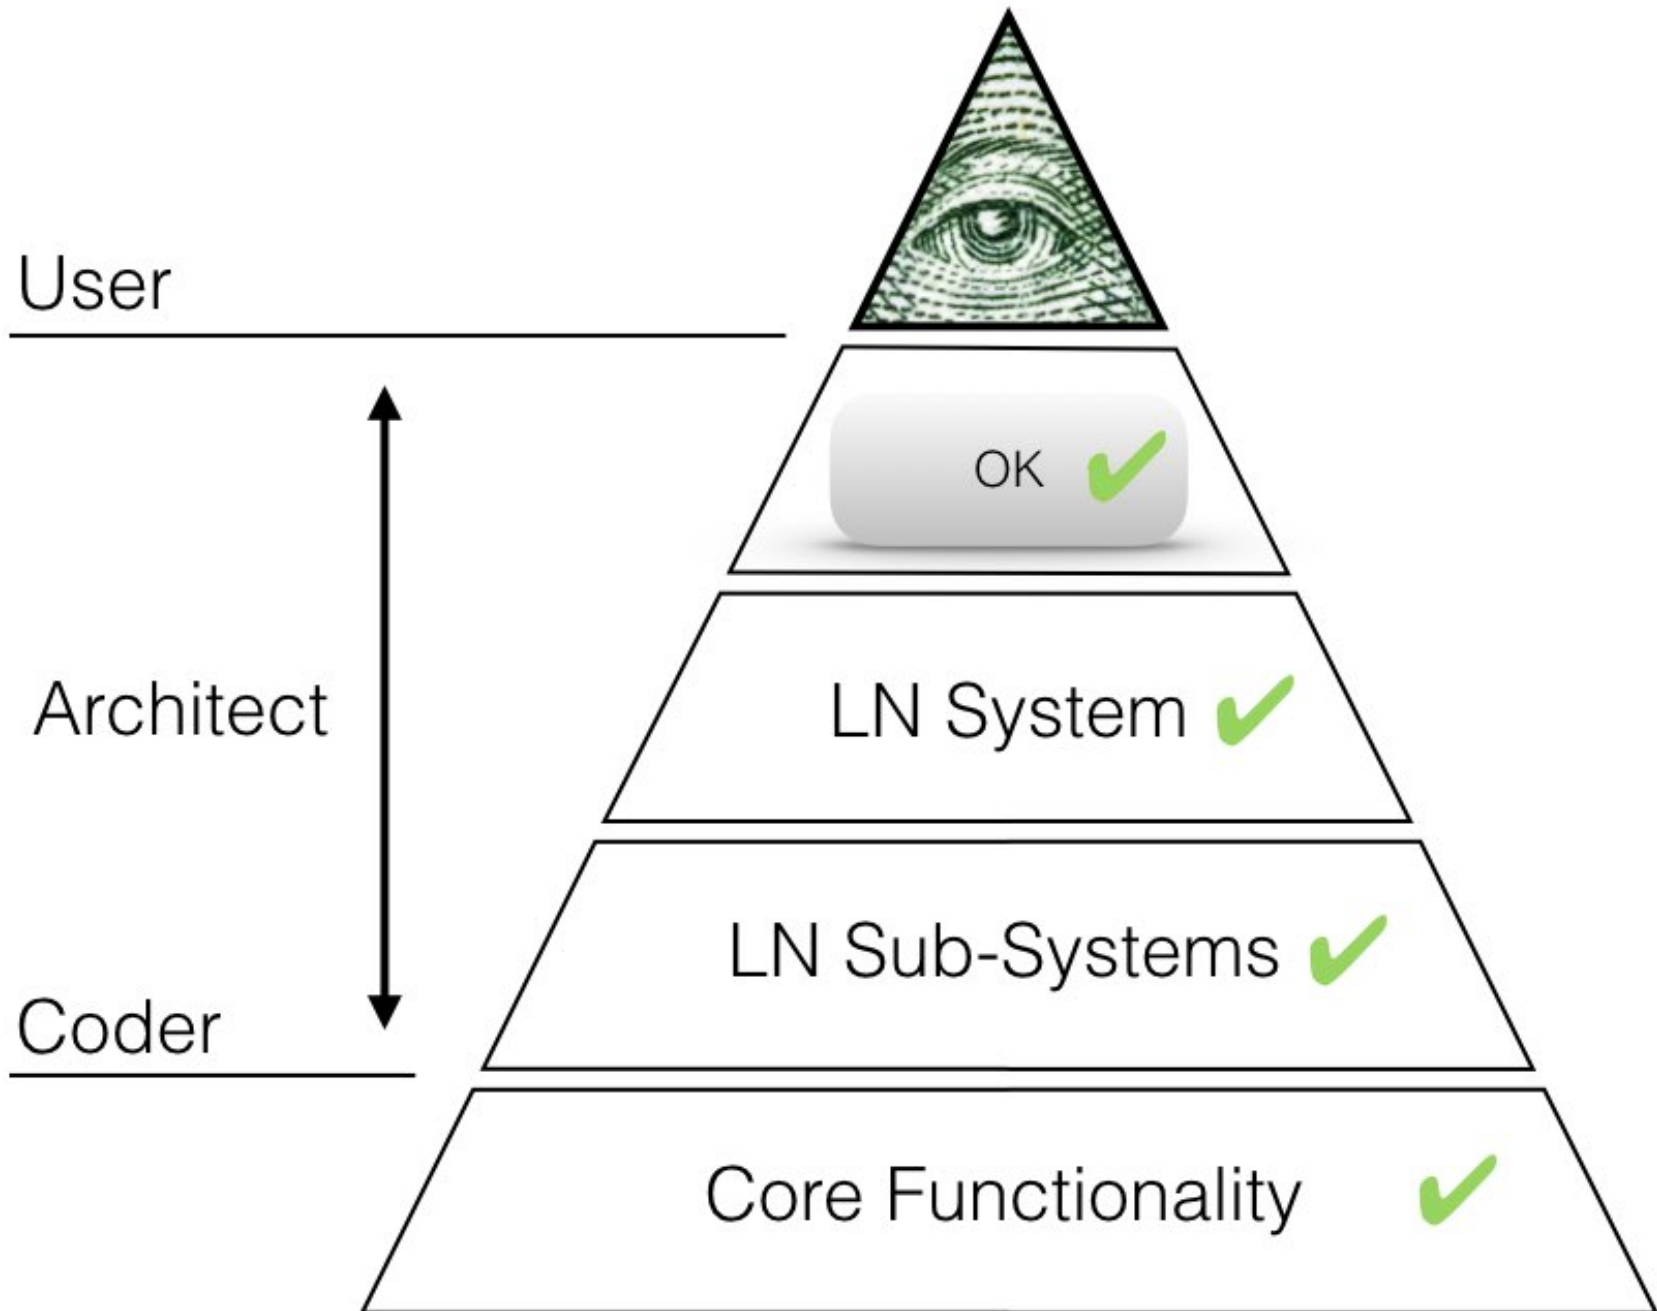 User
OK
Architect
LN System
LN Sub-Systems
Coder
Core Functionality